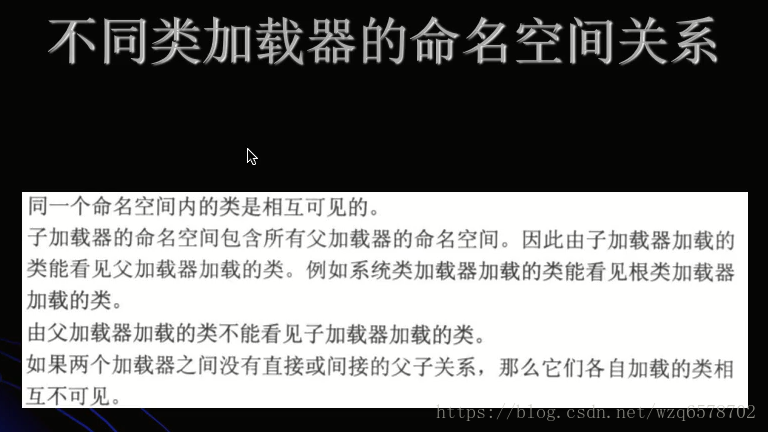 不同类加载器的命名空间关系
同一个命名空间内的类是相互可见的。
子加载器的命名空间包含所有父加载器的命名空间。因此由子加载器加载的
类能看见父加载器加载的类。例如系统类加载器加载的类能看见根类加载器
加载的类。
由父加载器加载的类不能看见子加载器加载的类。
如果两个加载器之间没有直接或间接的父子关系，那么它们各自加载的类相
互不可见。
https://blog.csdn.net/wzq6578702